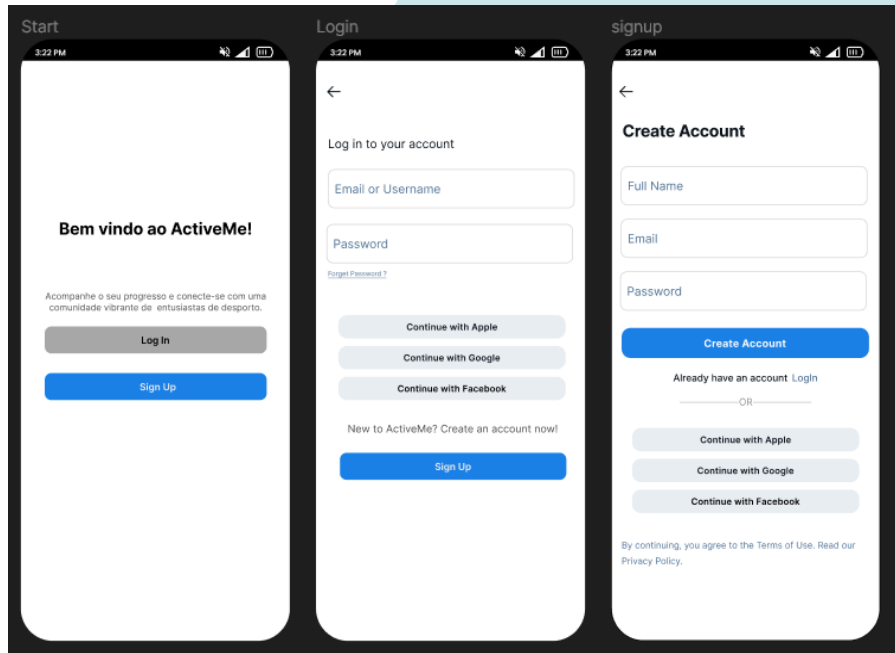 Start
3:22 PM
Bem vindo ao ActiveMe!
Acompanhe o seu progresso e conecte-se com uma
comunidade vibrante de entusiastas de desporto.
Log In
Sign Up
Login
3:22 PM
Log in to your account
Email or Username
Password
Forget Password ?
Continue with Apple
Continue with Google
Continue with Facebook
New to ActiveMe? Create an account now!
Sign Up
signup
3:22 PM
Create Account
Full Name
Email
Password
Create Account
Already have an account LogIn
OR
Continue with Apple
Continue with Google
Continue with Facebook
By continuing, you agree to the Terms of Use. Read our
Privacy Policy.